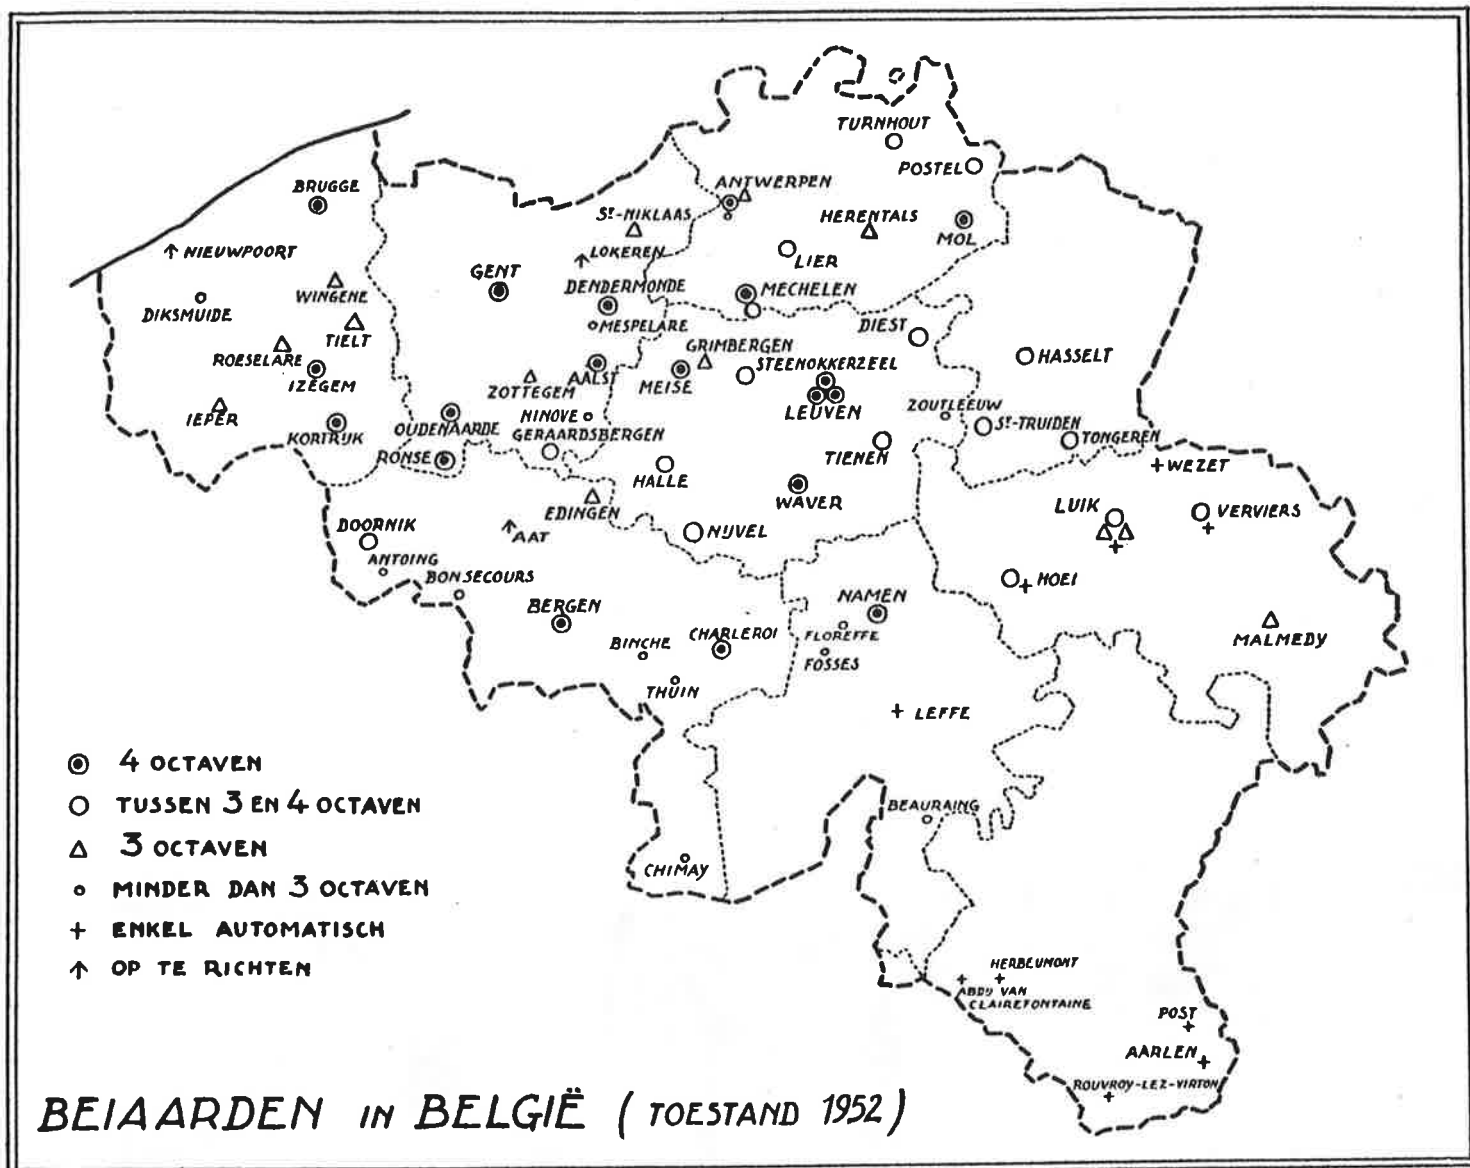 TURNHOUT
POSTEL
BRUGGE
ANTWERPEN
Sᵀ-NIKLAAS
HERENTALS
MOL
NIEUWPOORT
LOKEREN
LIER
GENT
WINGENE
DENDERMONDE
MECHELEN
DIKSMUIDE
MESPELARE
DIEST
TIELT
GRIMBERGEN
ROESELARE
STEENOKKERZEEL
HASSELT
IZEGEM
ZOTTEGEM
AALST
MEISE
LEUVEN
ZOUTLEEUW
IEPER
NINOVE
Sᵀ-TRUIDEN
KORTRIJK
OUDENAARDE
GERAARDSBERGEN
TONGEREN
RONSE
TIENEN
WEZET
HALLE
WAVER
LUIK
VERVIERS
EDINGEN
DOORNIK
AAT
NIJVEL
ANTOING
BONSECOURS
HOEI
BERGEN
NAMEN
BINCHE
CHARLEROI
FLOREFFE
MALMEDY
FOSSES
THUIN
LEFFE
4 OCTAVEN
TUSSEN 3 EN 4 OCTAVEN
BEAURAING
3 OCTAVEN
CHIMAY
MINDER DAN 3 OCTAVEN
ENKEL AUTOMATISCH
OP TE RICHTEN
HERBEUMONT
ABDIJ VAN
CLAIREFONTAINE
POST
AARLEN
ROUVROY-LEZ-VIRTON
BEIAARDEN IN BELGIË (TOESTAND 1952)